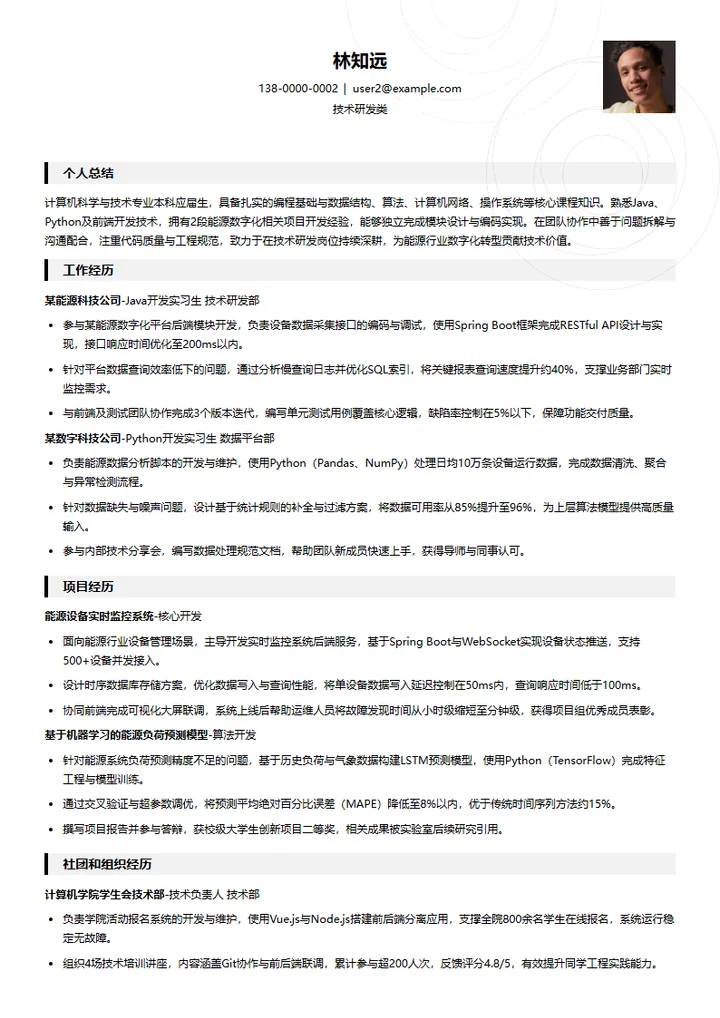 林知远
138-0000-0002 | user2@example.com
技术研发类
个人总结
计算机科学与技术专业本科应届生，具备扎实的编程基础与数据结构、算法、计算机网络、操作系统等核心课程知识。熟悉Java、
Python及前端开发技术，拥有2段能源数字化相关项目开发经验，能够独立完成模块设计与编码实现。在团队协作中善于问题拆解与
沟通配合，注重代码质量与工程规范，致力于在技术研发岗位持续深耕，为能源行业数字化转型贡献技术价值。
工作经历
某能源科技公司-Java开发实习生 技术研发部
• 参与某能源数字化平台后端模块开发，负责设备数据采集接口的编码与调试，使用Spring Boot框架完成RESTful API设计与实
现，接口响应时间优化至200ms以内。
• 针对平台数据查询效率低下的问题，通过分析慢查询日志并优化SQL索引，将关键报表查询速度提升约40%，支撑业务部门实时
监控需求。
• 与前端及测试团队协作完成3个版本迭代，编写单元测试用例覆盖核心逻辑，缺陷率控制在5%以下，保障功能交付质量。
某数字科技公司-Python开发实习生 数据平台部
• 负责能源数据分析脚本的开发与维护，使用Python（Pandas、NumPy）处理日均10万条设备运行数据，完成数据清洗、聚合
与异常检测流程。
• 针对数据缺失与噪声问题，设计基于统计规则的补全与过滤方案，将数据可用率从85%提升至96%，为上层算法模型提供高质量
输入。
• 参与内部技术分享会，编写数据处理规范文档，帮助团队新成员快速上手，获得导师与同事认可。
项目经历
能源设备实时监控系统-核心开发
• 面向能源行业设备管理场景，主导开发实时监控系统后端服务，基于Spring Boot与WebSocket实现设备状态推送，支持
500+设备并发接入。
• 设计时序数据库存储方案，优化数据写入与查询性能，将单设备数据写入延迟控制在50ms内，查询响应时间低于100ms。
• 协同前端完成可视化大屏联调，系统上线后帮助运维人员将故障发现时间从小时级缩短至分钟级，获得项目组优秀成员表彰。
基于机器学习的能源负荷预测模型-算法开发
• 针对能源系统负荷预测精度不足的问题，基于历史负荷与气象数据构建LSTM预测模型，使用Python（TensorFlow）完成特征
工程与模型训练。
• 通过交叉验证与超参数调优，将预测平均绝对百分比误差（MAPE）降低至8%以内，优于传统时间序列方法约15%。
• 撰写项目报告并参与答辩，获校级大学生创新项目二等奖，相关成果被实验室后续研究引用。
社团和组织经历
计算机学院学生会技术部-技术负责人 技术部
• 负责学院活动报名系统的开发与维护，使用Vue.js与Node.js搭建前后端分离应用，支撑全院800余名学生在线报名，系统运行稳
定无故障。
• 组织4场技术培训讲座，内容涵盖Git协作与前后端联调，累计参与超200人次，反馈评分4.8/5，有效提升同学工程实践能力。